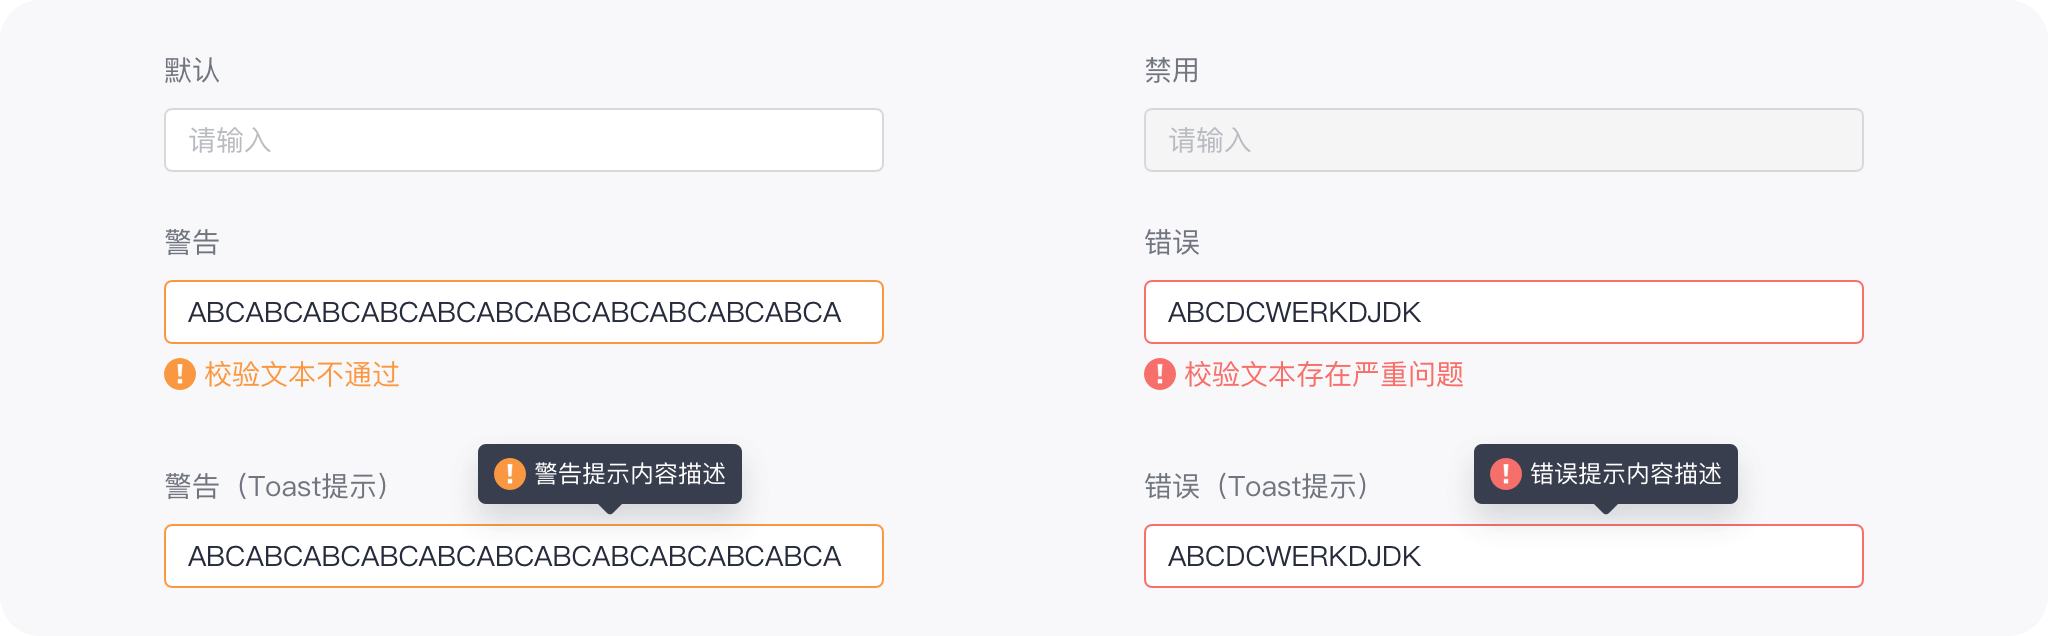 默认
请输入
禁用
请输入
警告
ABCABCABCABCABCABCABCABCABCABCABCA
校验文本不通过
错误
ABCDCWERKDJDK
校验文本存在严重问题
警告（Toast提示）
警告提示内容描述
ABCABCABCABCABCABCABCABCABCABCABCA
错误（Toast提示）
错误提示内容描述
ABCDCWERKDJDK